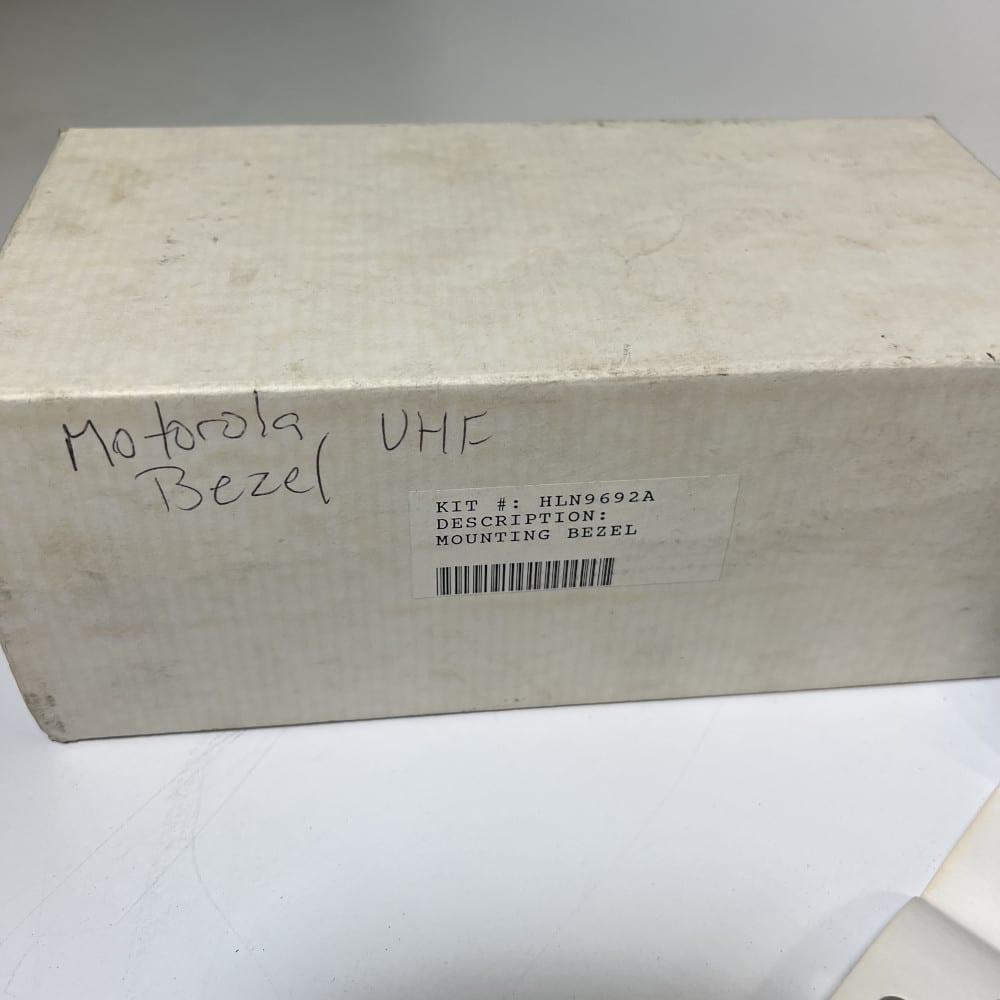 Motorola UHF
Bezel
KIT #: HLN9692A
DESCRIPTION:
MOUNTING BEZEL